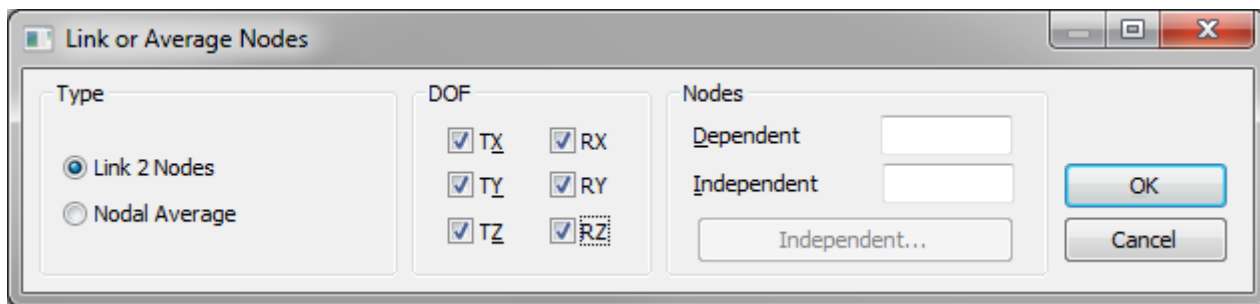 Link or Average Nodes
Type
Link 2 Nodes
Nodal Average
DOF
TX RX
TY RY
TZ RZ
Nodes
Dependent
Independent
Independent...
OK
Cancel